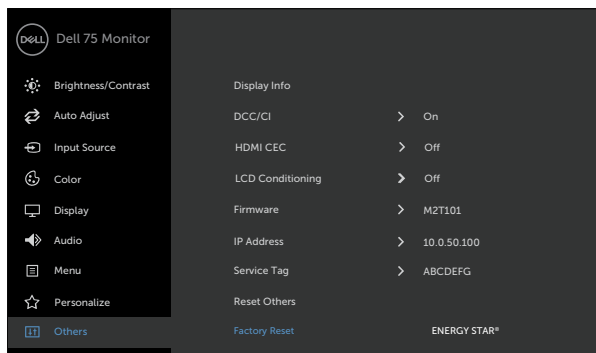 DELL
Dell 75 Monitor
Brightness/Contrast
Auto Adjust
Input Source
Color
Display
Audio
Menu
Personalize
Others
Display Info
DCC/CI > On
HDMI CEC > Off
LCD Conditioning > Off
Firmware > M2T101
IP Address > 10.0.50.100
Service Tag > ABCDEFG
Reset Others
Factory Reset ENERGY STAR®